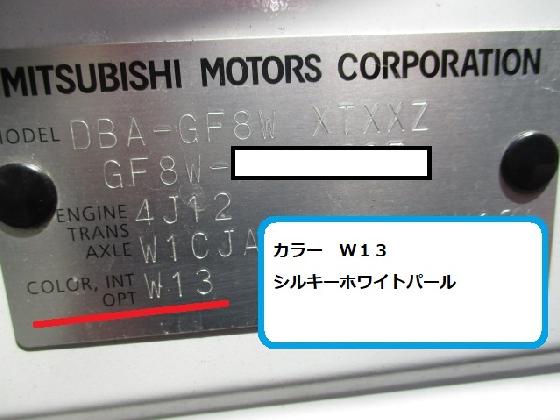 MITSUBISHI MOTORS CORPORATION
MODEL DBA-GF8W XTXXZ
GF8W-
ENGINE 4J12
TRANS
AXLE W1CJA
COLOR, INT
OPT W13
カラー　Ｗ１３
シルキーホワイトパール